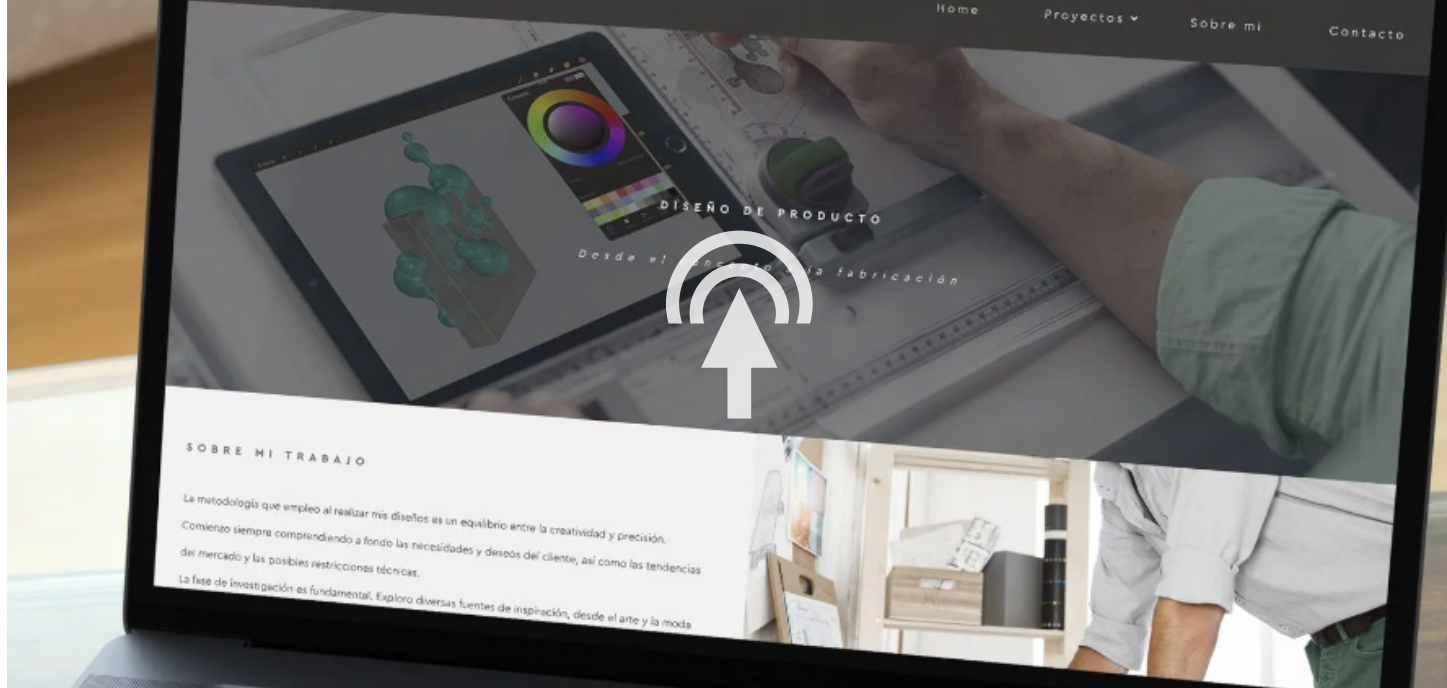 Home Proyectos Sobre mi Contacto
DISEÑO DE PRODUCTO
Desde el concepto a la fabricación
SOBRE MI TRABAJO
La metodología que empleo al realizar mis diseños es un equilibrio entre la creatividad y precisión.
Comienzo siempre comprendiendo a fondo las necesidades y deseos del cliente, así como las tendencias
del mercado y las posibles restricciones técnicas.
La fase de investigación es fundamental. Exploro diversas fuentes de inspiración, desde el arte y la moda